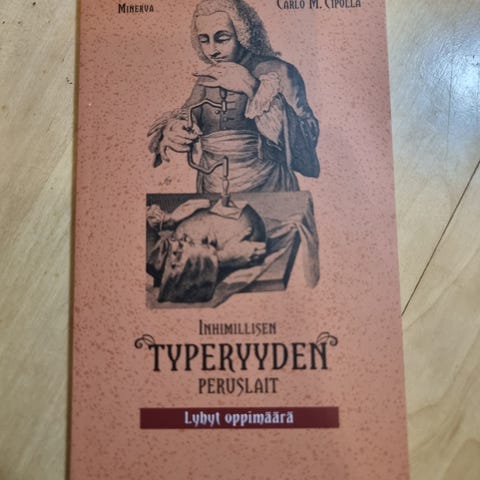 Minerva
Carlo M. Cipolla
Inhimillisen
Typeryyden
peruslait
Lyhyt oppimäärä